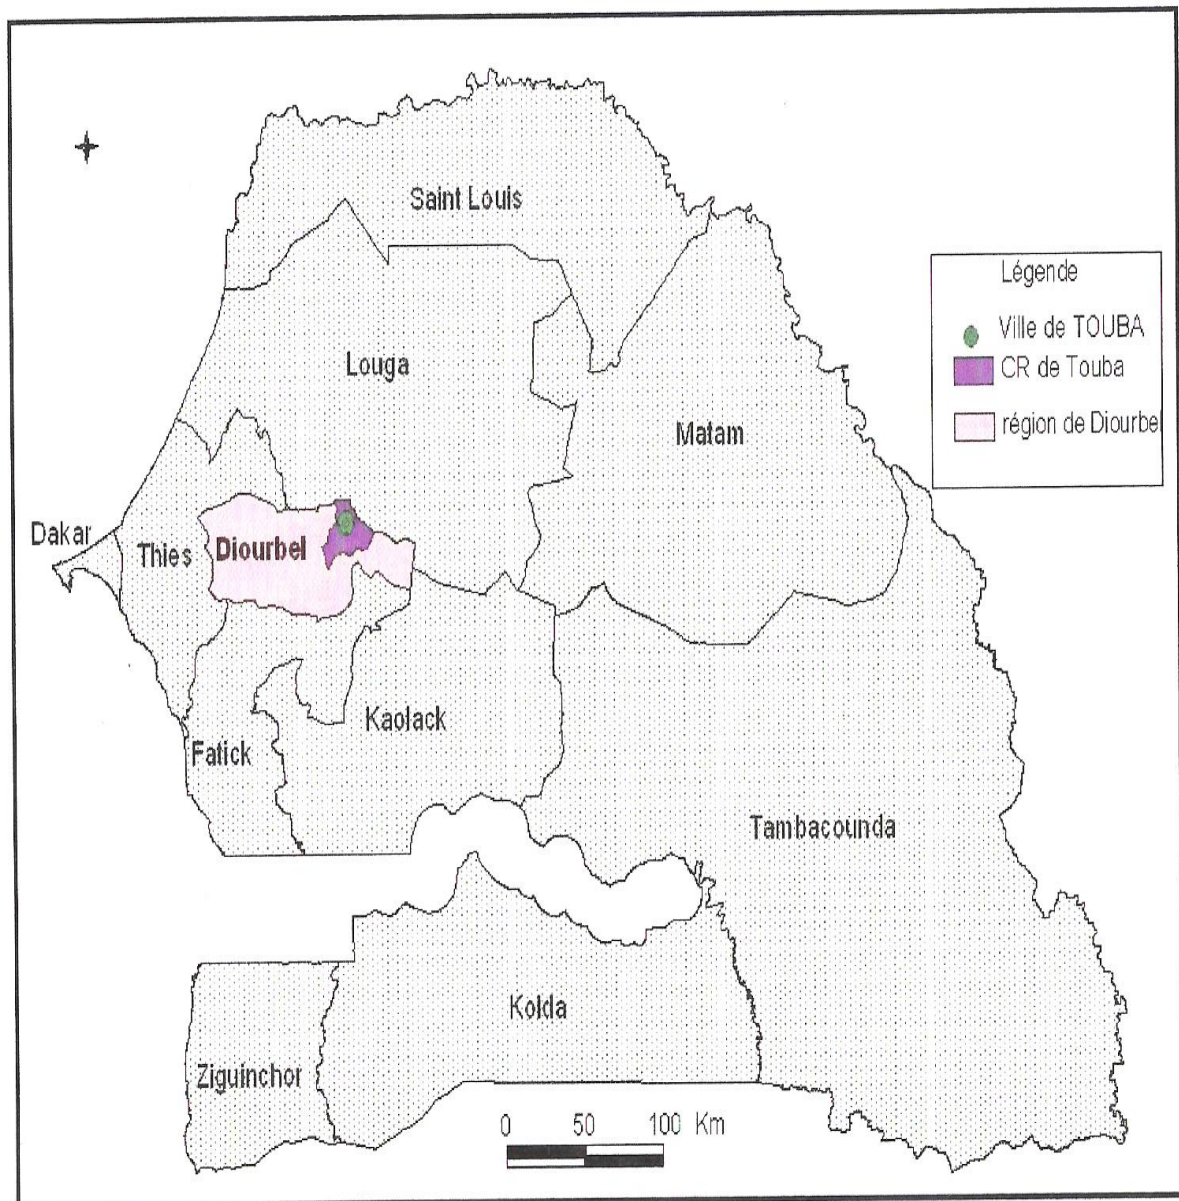 Saint Louis
Légende
Ville de TOUBA
CR de Touba
région de Diourbel
Louga
Matam
Dakar
Thies
Diourbel
Kaolack
Fatick
Tambacounda
Kolda
Ziguinchor
0 50 100 Km